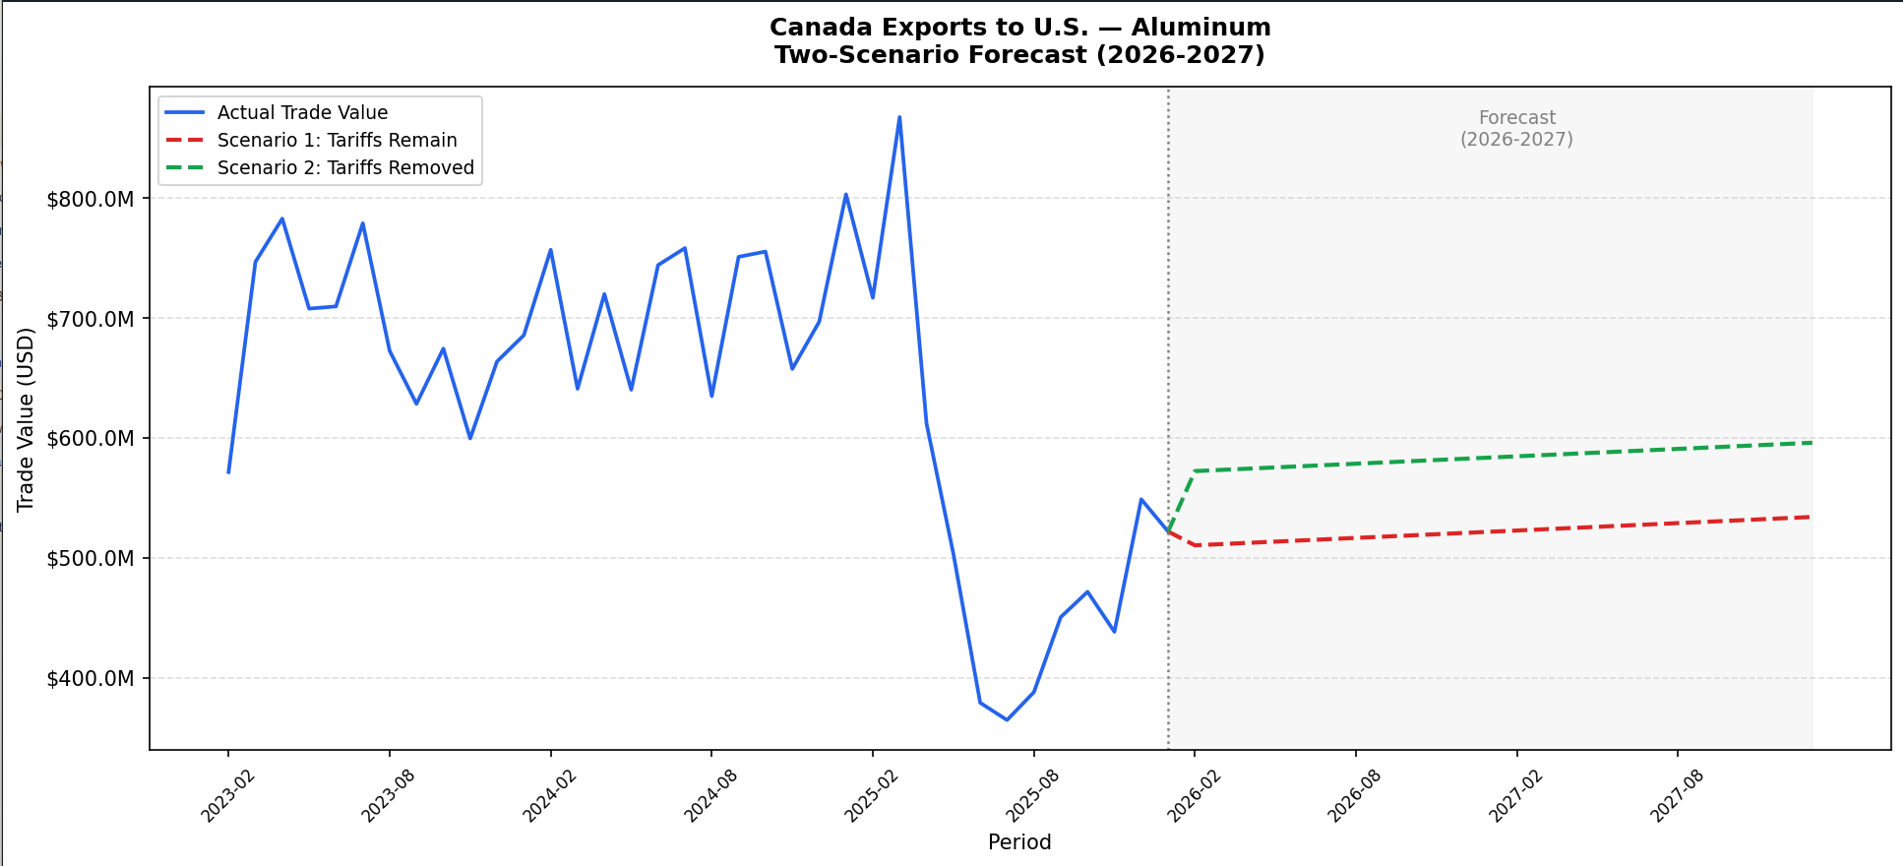 Canada Exports to U.S. — Aluminum
Two-Scenario Forecast (2026-2027)
Actual Trade Value
Scenario 1: Tariffs Remain
Scenario 2: Tariffs Removed
Forecast
(2026-2027)
Trade Value (USD)
$800.0M
$700.0M
$600.0M
$500.0M
$400.0M
2023-02
2023-08
2024-02
2024-08
2025-02
2025-08
2026-02
2026-08
2027-02
2027-08
Period